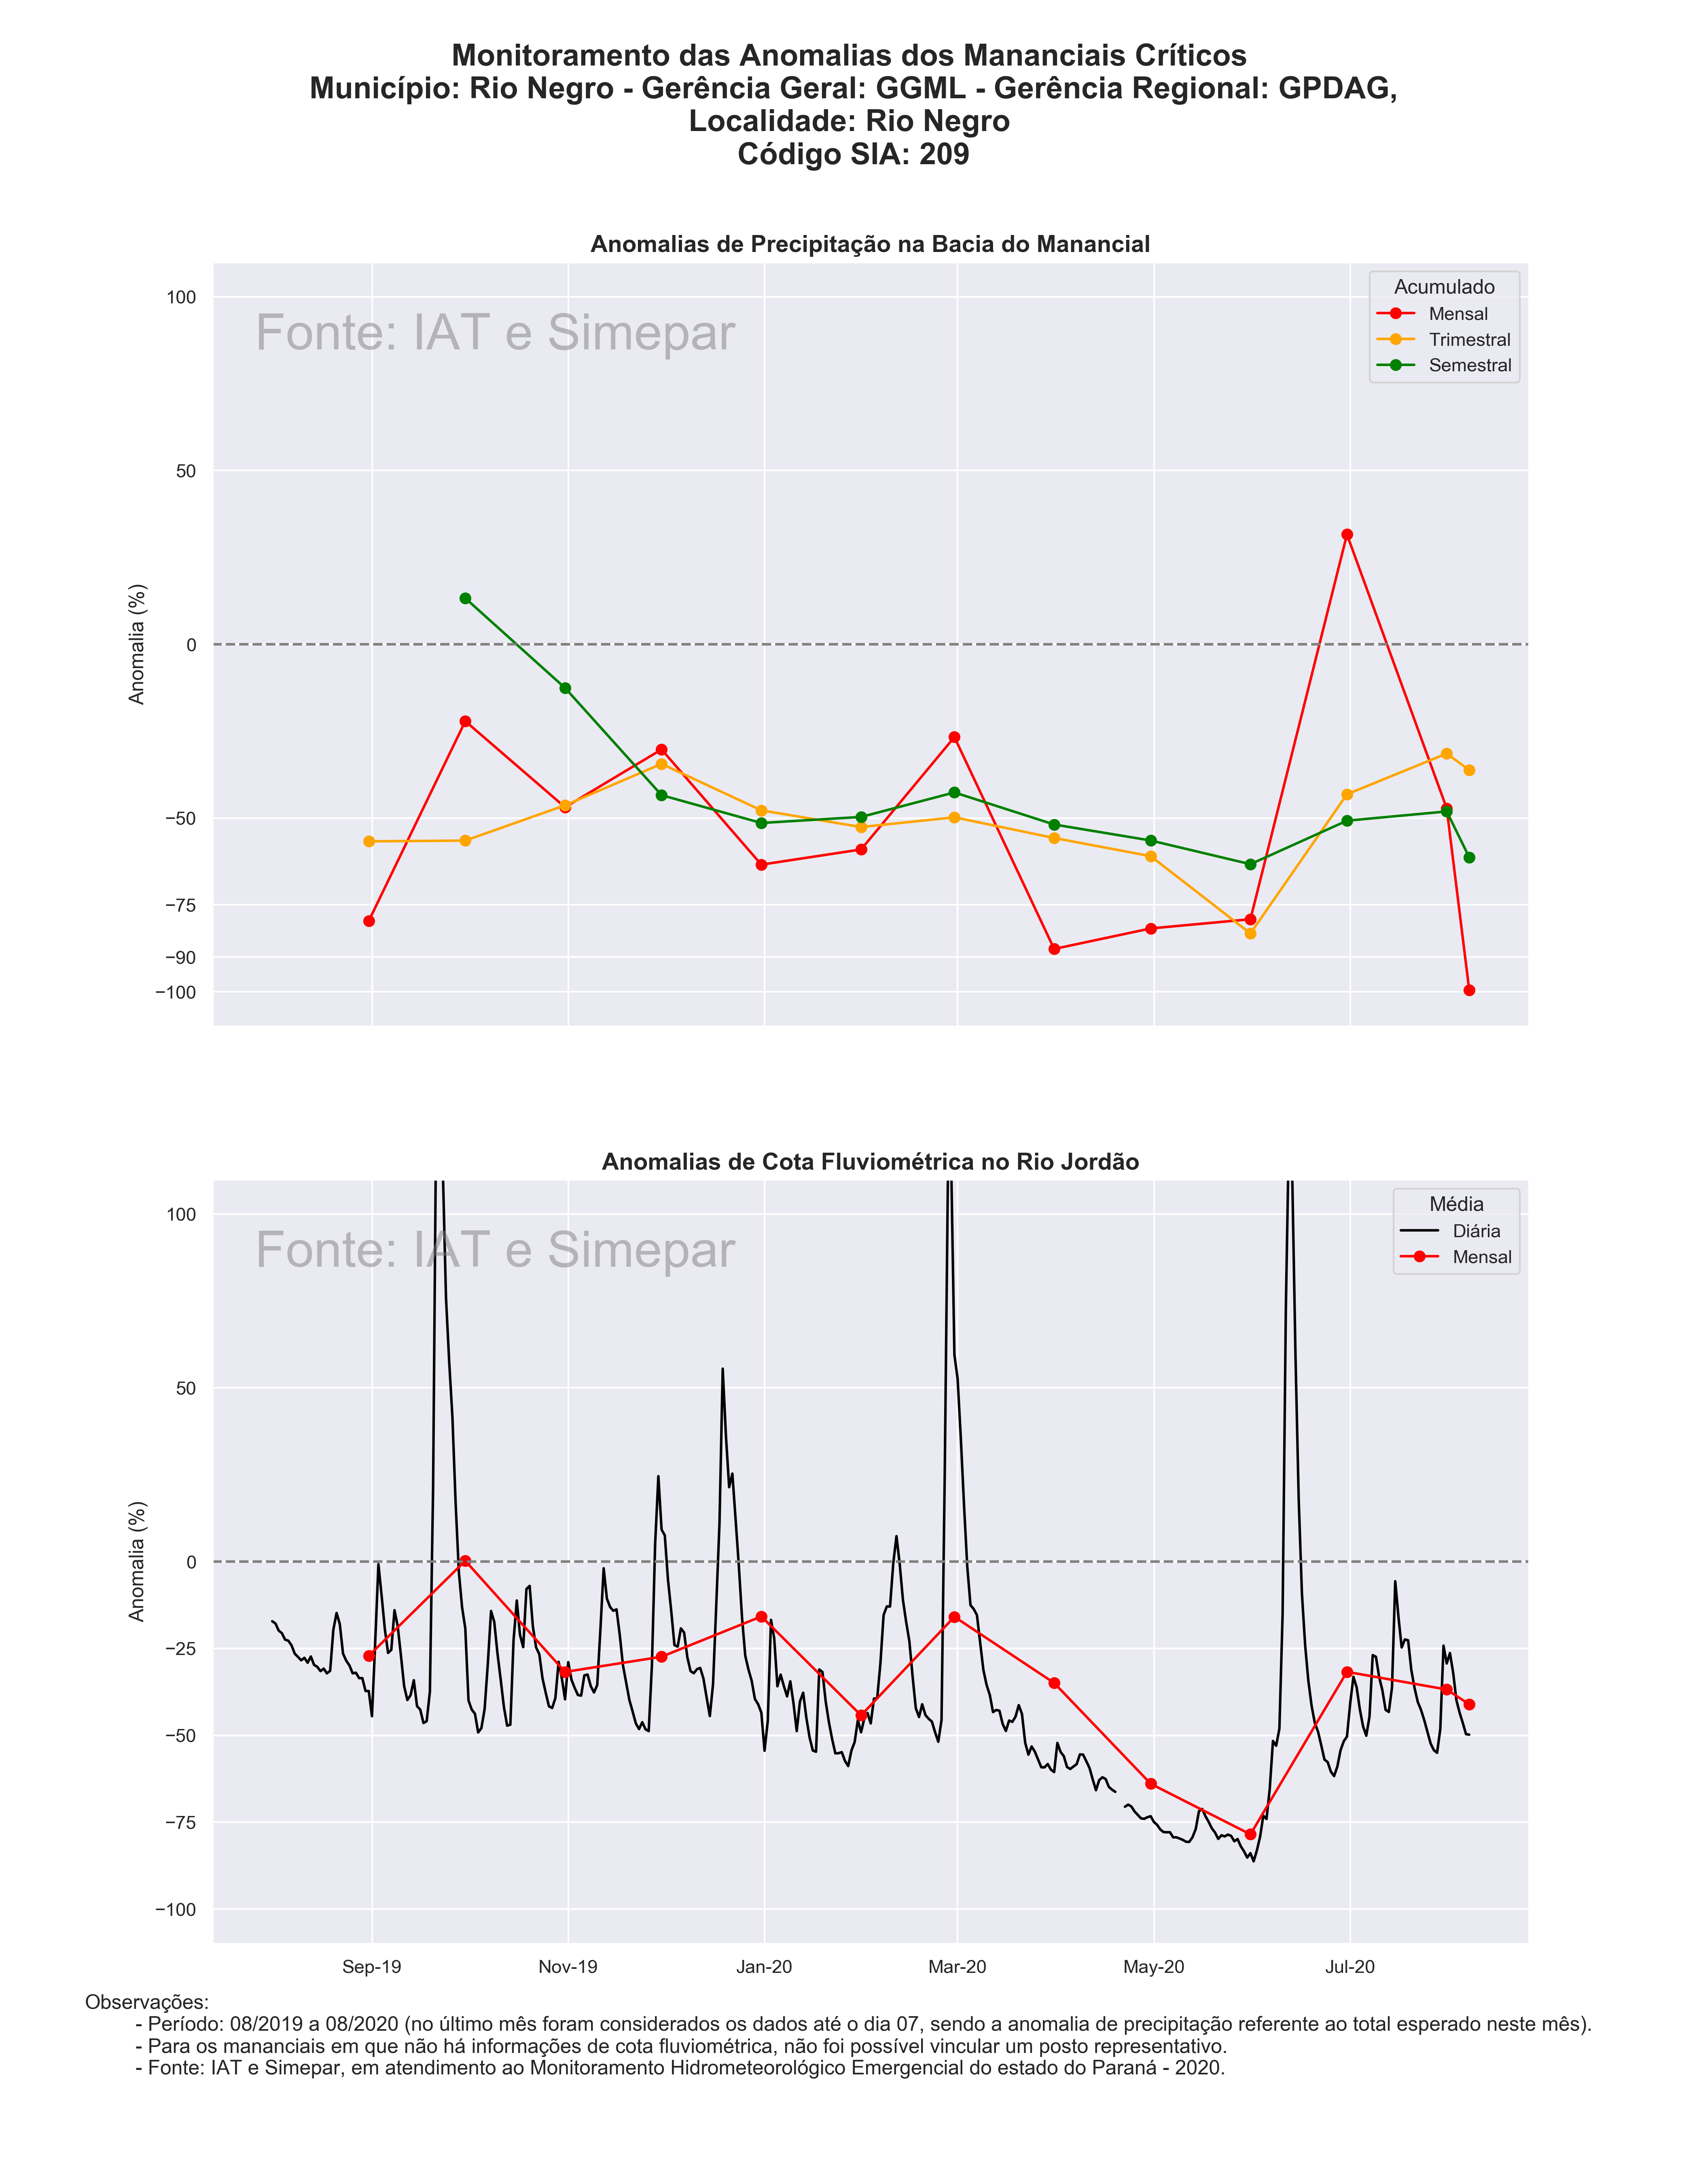 Monitoramento das Anomalias dos Mananciais Críticos
Município: Rio Negro - Gerência Geral: GGML - Gerência Regional: GPDAG,
Localidade: Rio Negro
Código SIA: 209
Anomalias de Precipitação na Bacia do Manancial
Fonte: IAT e Simepar
Acumulado
Mensal
Trimestral
Semestral
Anomalia (%)
100
50
0
−50
−75
−90
−100
Anomalias de Cota Fluviométrica no Rio Jordão
Fonte: IAT e Simepar
Média
Diária
Mensal
Anomalia (%)
100
50
0
−25
−50
−75
−100
Sep-19 Nov-19 Jan-20 Mar-20 May-20 Jul-20
Observações:
- Período: 08/2019 a 08/2020 (no último mês foram considerados os dados até o dia 07, sendo a anomalia de precipitação referente ao total esperado neste mês).
- Para os mananciais em que não há informações de cota fluviométrica, não foi possível vincular um posto representativo.
- Fonte: IAT e Simepar, em atendimento ao Monitoramento Hidrometeorológico Emergencial do estado do Paraná - 2020.